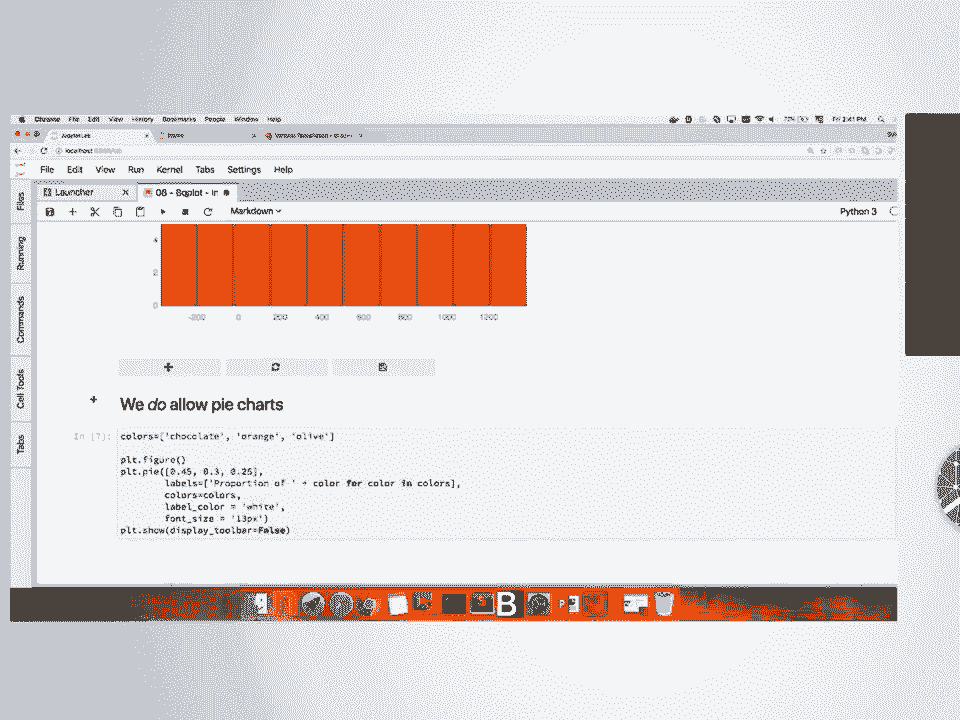 Chrome File Edit View History Bookmarks People Window Help
Fri 2:41 PM
localhost
File Edit View Run Kernel Tabs Settings Help
Launcher
08 - Bqplot - In
Markdown
Python 3
Files
Running
Commands
Cell Tools
Tabs
4
2
0
-200 0 200 400 600 800 1000 1200
We do allow pie charts
In [7]:
colors=['chocolate', 'orange', 'olive']
plt.figure()
plt.pie([0.45, 0.3, 0.25],
labels=['Proportion of ' + color for color in colors],
colors=colors,
label_color = 'white',
font_size = '13px')
plt.show(display_toolbar=False)
B